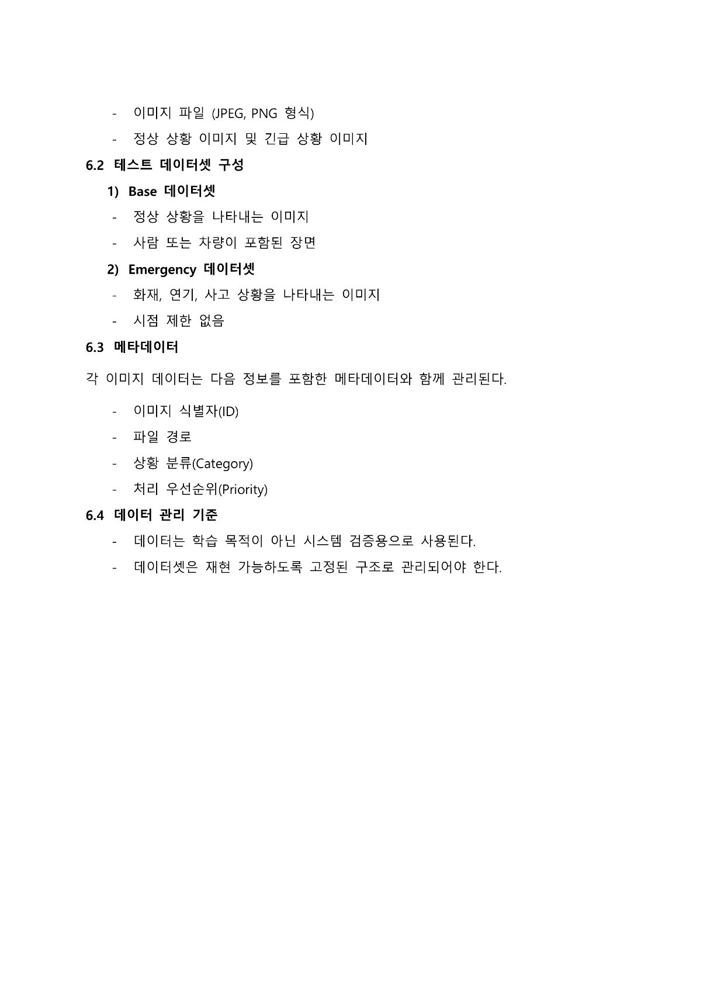 - 이미지 파일 (JPEG, PNG 형식)
- 정상 상황 이미지 및 긴급 상황 이미지
6.2 테스트 데이터셋 구성
1) Base 데이터셋
- 정상 상황을 나타내는 이미지
- 사람 또는 차량이 포함된 장면
2) Emergency 데이터셋
- 화재, 연기, 사고 상황을 나타내는 이미지
- 시점 제한 없음
6.3 메타데이터
각 이미지 데이터는 다음 정보를 포함한 메타데이터와 함께 관리된다.
- 이미지 식별자(ID)
- 파일 경로
- 상황 분류(Category)
- 처리 우선순위(Priority)
6.4 데이터 관리 기준
- 데이터는 학습 목적이 아닌 시스템 검증용으로 사용된다.
- 데이터셋은 재현 가능하도록 고정된 구조로 관리되어야 한다.